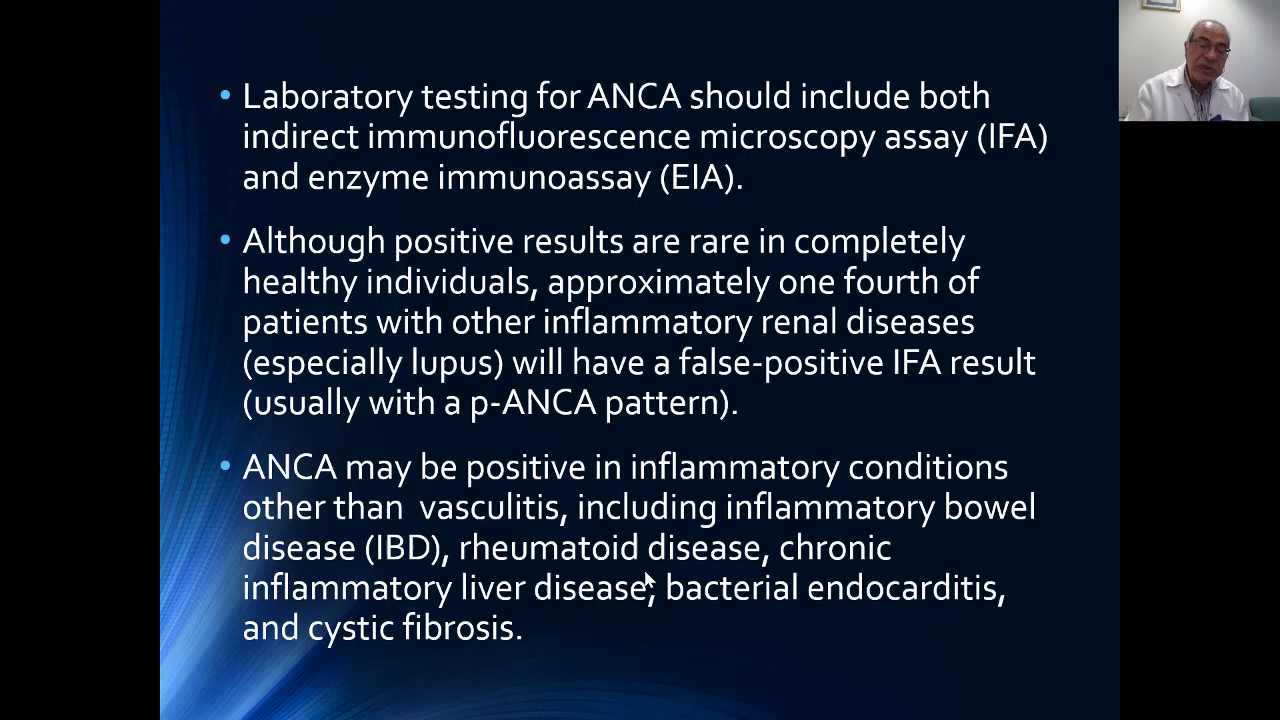 • Laboratory testing for ANCA should include both
indirect immunofluorescence microscopy assay (IFA)
and enzyme immunoassay (EIA).
• Although positive results are rare in completely
healthy individuals, approximately one fourth of
patients with other inflammatory renal diseases
(especially lupus) will have a false-positive IFA result
(usually with a p-ANCA pattern).
• ANCA may be positive in inflammatory conditions
other than  vasculitis, including inflammatory bowel
disease (IBD), rheumatoid disease, chronic
inflammatory liver disease, bacterial endocarditis,
and cystic fibrosis.